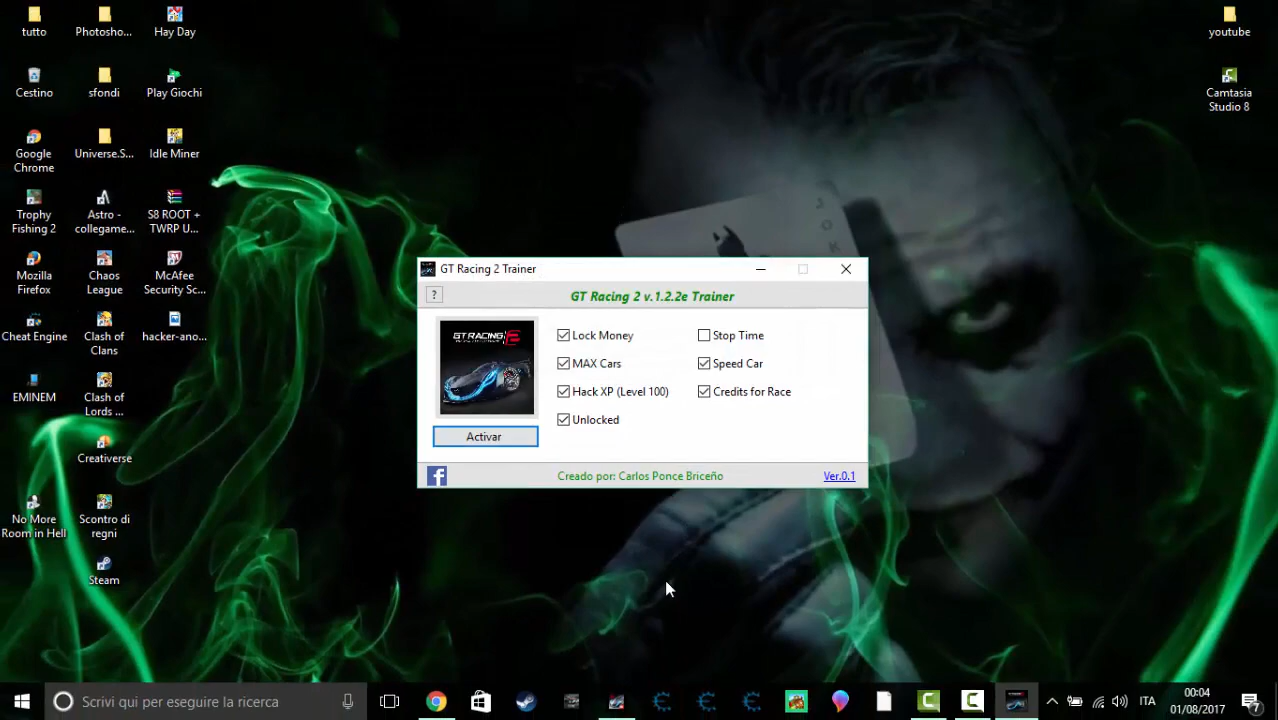 tutto
Photosho...
Hay Day
youtube
Cestino
sfondi
Play Giochi
Camtasia
Studio 8
Google
Chrome
Universe.S...
Idle Miner
Trophy
Fishing 2
Astro -
collegame...
S8 ROOT +
TWRP U...
Mozilla
Firefox
Chaos
League
McAfee
Security Sc...
Cheat Engine
Clash of
Clans
hacker-ano...
EMINEM
Clash of
Lords ...
Creativerse
No More
Room in Hell
Scontro di
regni
Steam
JOK
GT Racing 2 Trainer
?
GT Racing 2 v.1.2.2e Trainer
GT RACING 2
Lock Money
Stop Time
MAX Cars
Speed Car
Hack XP (Level 100)
Credits for Race
Unlocked
Activar
f
Creado por: Carlos Ponce Briceño
Ver.0.1
Scrivi qui per eseguire la ricerca
ITA
00:04
01/08/2017
7